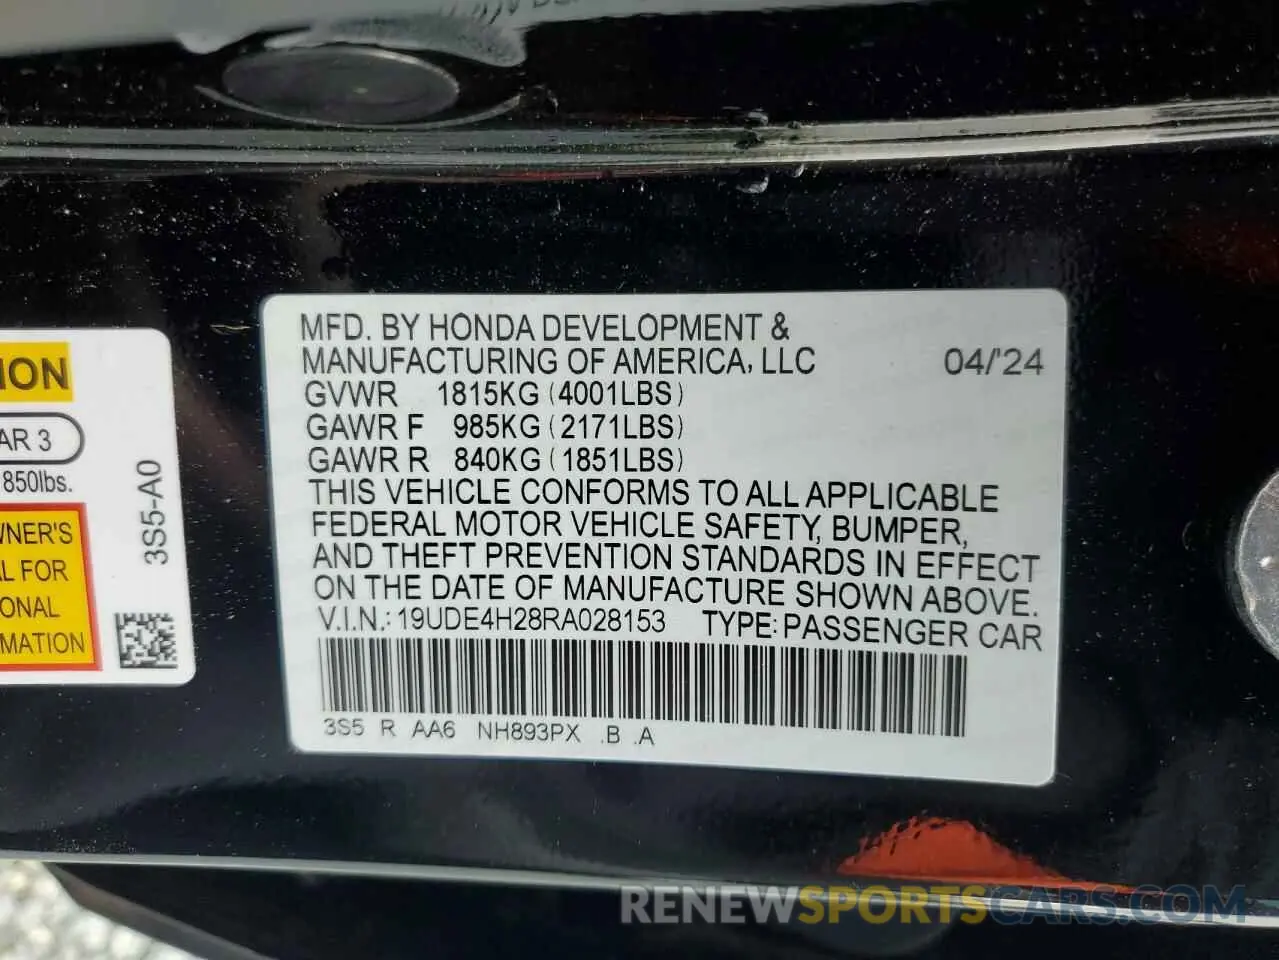 MFD. BY HONDA DEVELOPMENT &
MANUFACTURING OF AMERICA, LLC 04/'24
GVWR 1815KG (4001LBS)
GAWR F 985KG (2171LBS)
GAWR R 840KG (1851LBS)
THIS VEHICLE CONFORMS TO ALL APPLICABLE
FEDERAL MOTOR VEHICLE SAFETY, BUMPER,
AND THEFT PREVENTION STANDARDS IN EFFECT
ON THE DATE OF MANUFACTURE SHOWN ABOVE.
V.I.N.: 19UDE4H28RA028153 TYPE: PASSENGER CAR
3S5 R AA6 NH893PX .B .A
ION
AR 3
850lbs.
WNER'S
AL FOR
ONAL
MATION
3S5-A0
RENEWSPORTSCARS.COM